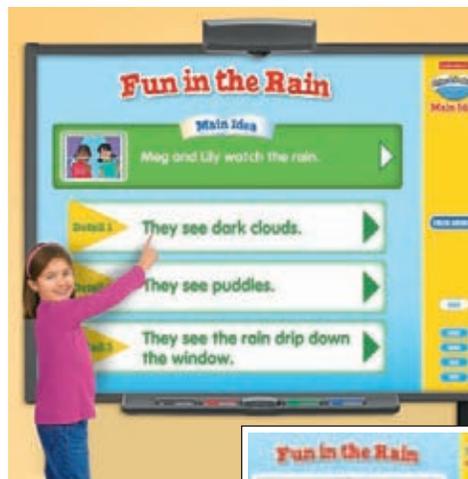 Fun in the Rain
Main Idea
Meg and Lily watch the rain.
Detail 1
They see dark clouds.
They see puddles.
They see the rain drip down
the window.
Main Id
Fun in the Rain